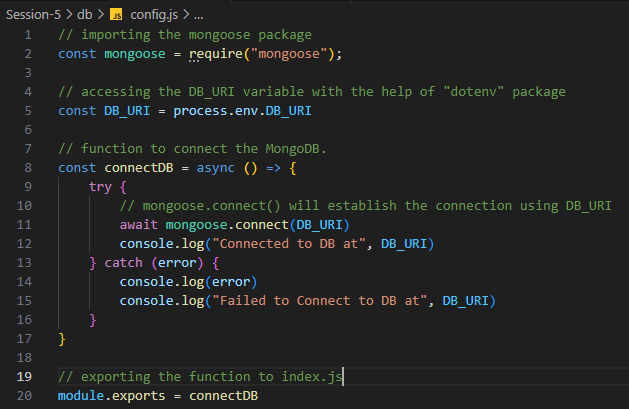 Session-5 > db > JS config.js > ...
1 // importing the mongoose package
2 const mongoose = require("mongoose");
3
4 // accessing the DB_URI variable with the help of "dotenv" package
5 const DB_URI = process.env.DB_URI
6
7 // function to connect the MongoDB.
8 const connectDB = async () => {
9 try {
10 // mongoose.connect() will establish the connection using DB_URI
11 await mongoose.connect(DB_URI)
12 console.log("Connected to DB at", DB_URI)
13 } catch (error) {
14 console.log(error)
15 console.log("Failed to Connect to DB at", DB_URI)
16 }
17 }
18
19 // exporting the function to index.js
20 module.exports = connectDB